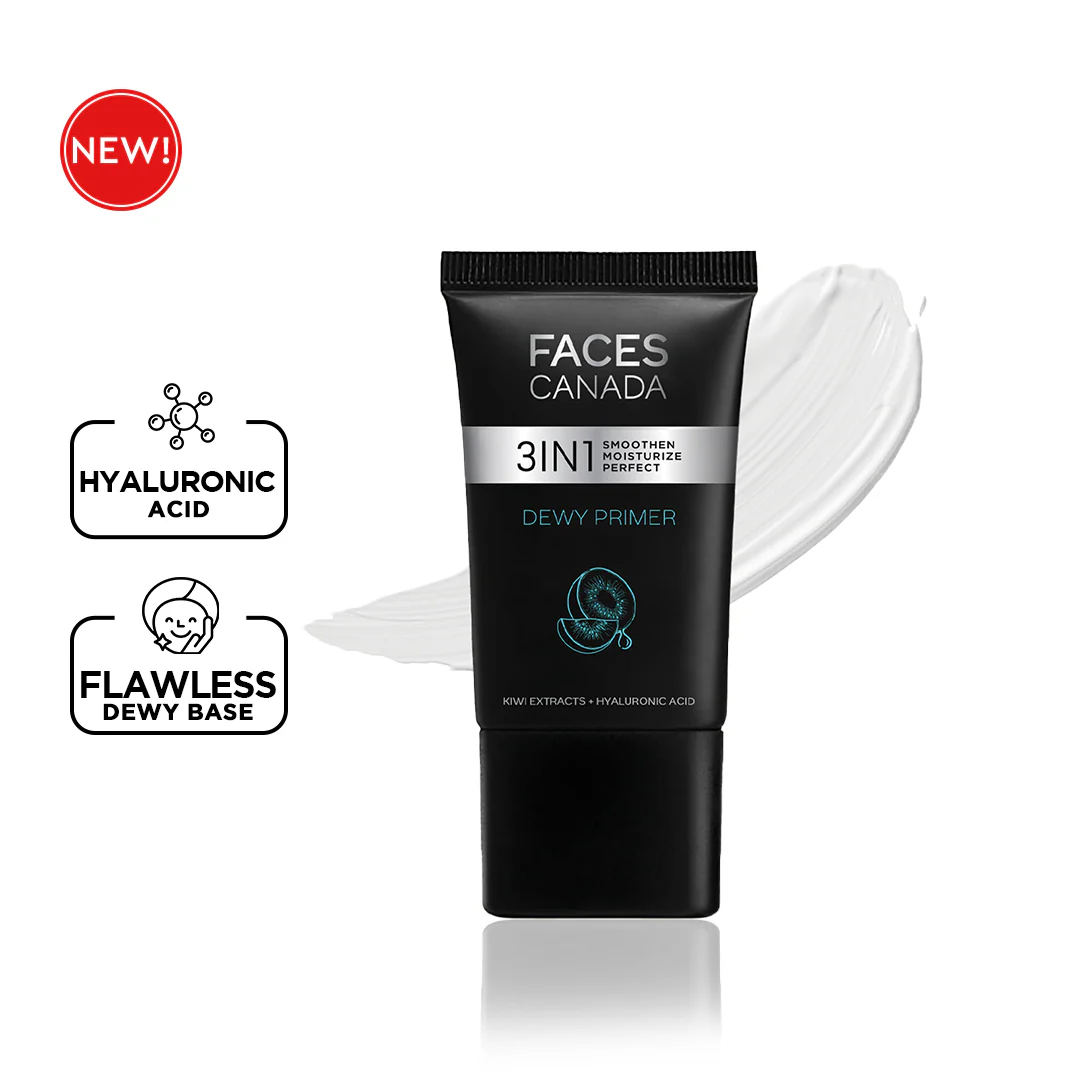 NEW!
FACES
CANADA
3IN1
SMOOTHEN
MOISTURIZE
PERFECT
DEWY PRIMER
KIWI EXTRACTS + HYALURONIC ACID
HYALURONIC
ACID
FLAWLESS
DEWY BASE